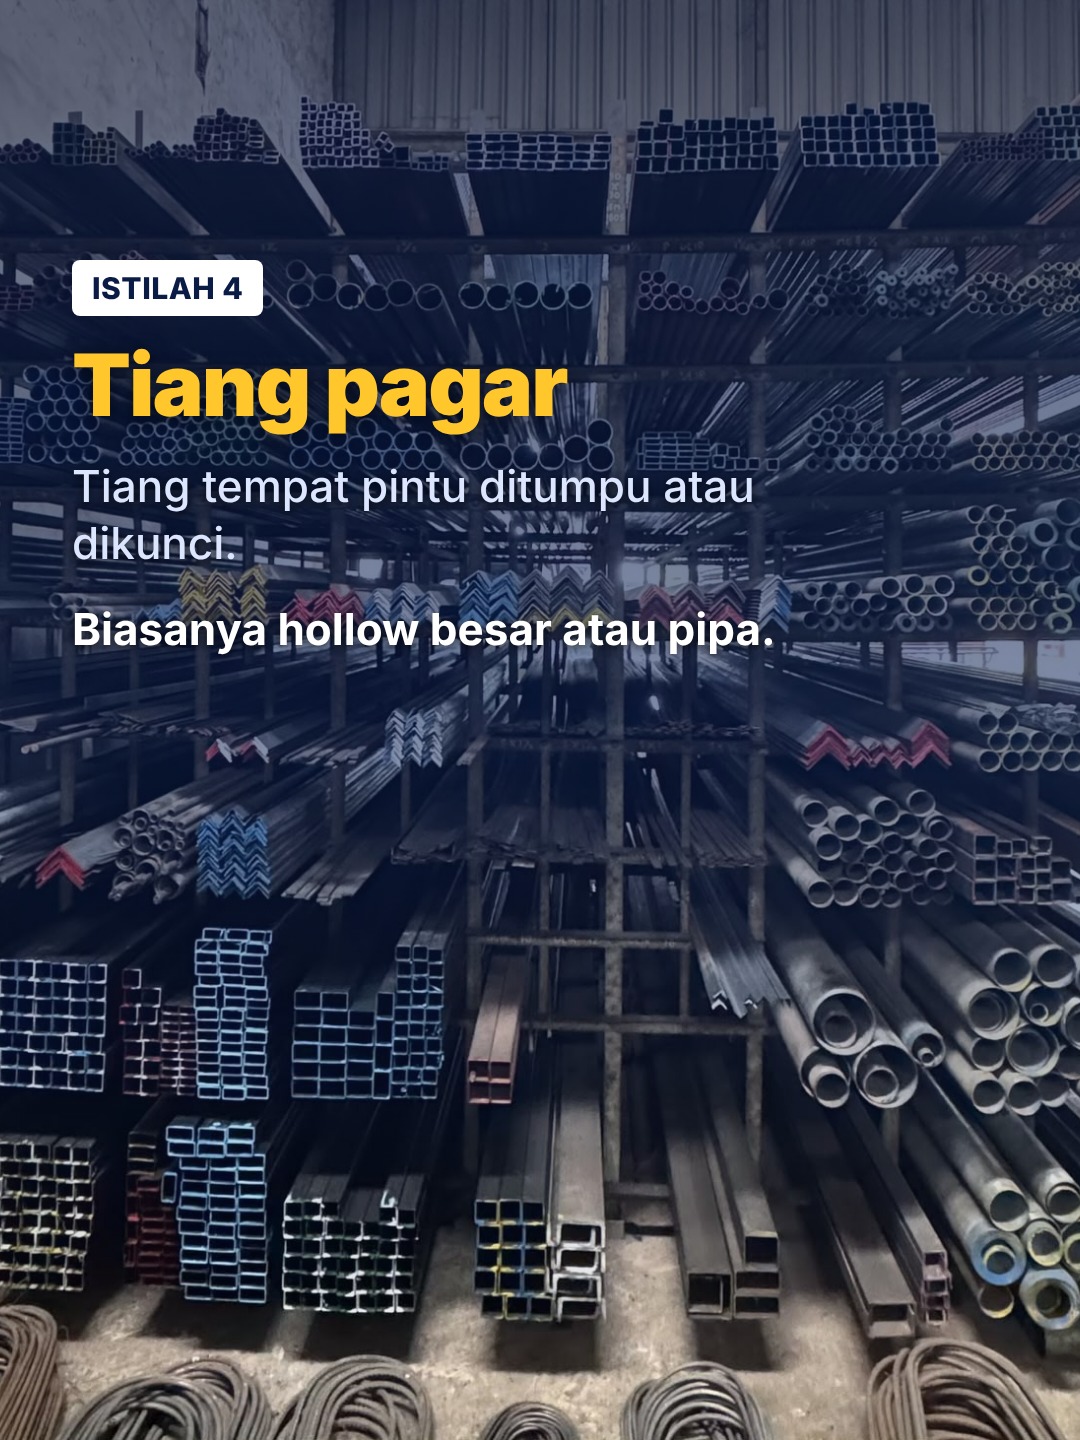 ISTILAH 4
Tiang pagar
Tiang tempat pintu ditumpu atau
dikunci.
Biasanya hollow besar atau pipa.